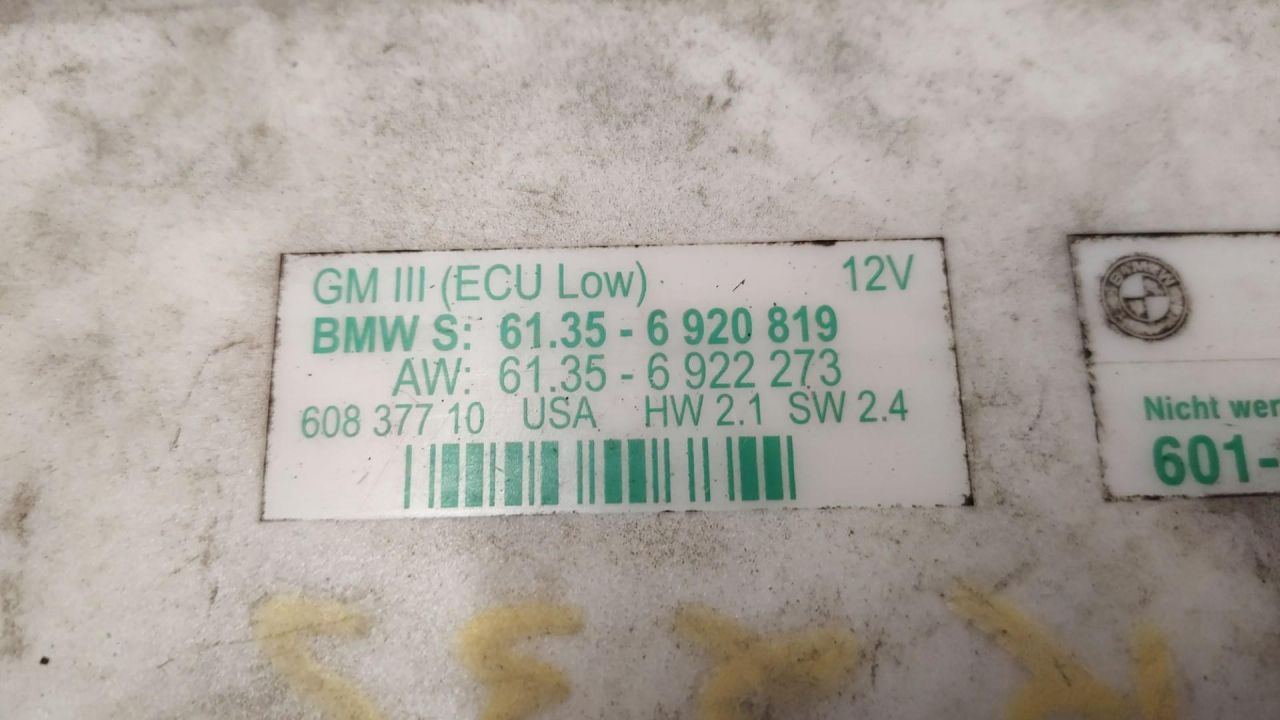 GM III (ECU Low) 12V
BMW S: 61.35 - 6 920 819
AW: 61.35 - 6 922 273
608 377 10 USA HW 2.1 SW 2.4
BMW
Nicht
601-